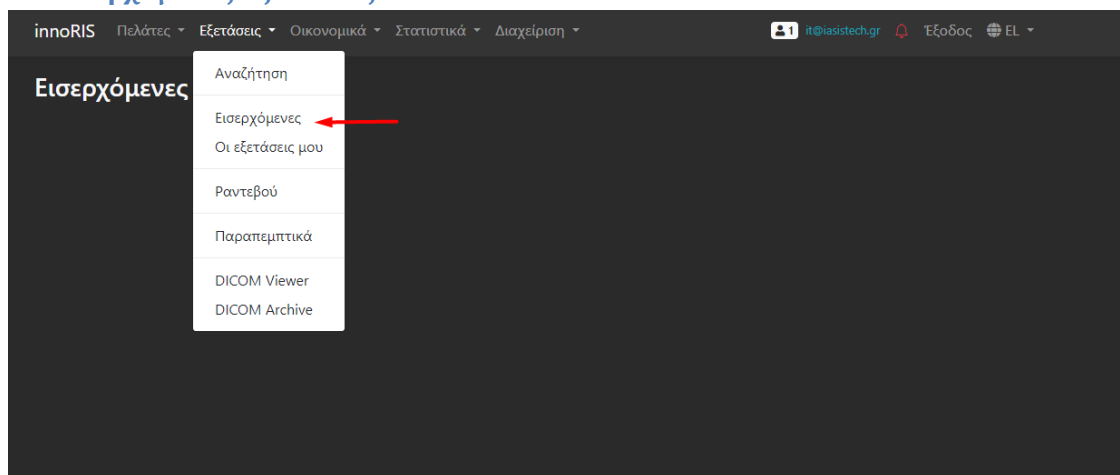 innoRIS Πελάτες Εξετάσεις Οικονομικά Στατιστικά Διαχείριση 1 it@iasistech.gr Έξοδος EL
Εισερχόμενες
Αναζήτηση
Εισερχόμενες
Οι εξετάσεις μου
Ραντεβού
Παραπεμπτικά
DICOM Viewer
DICOM Archive